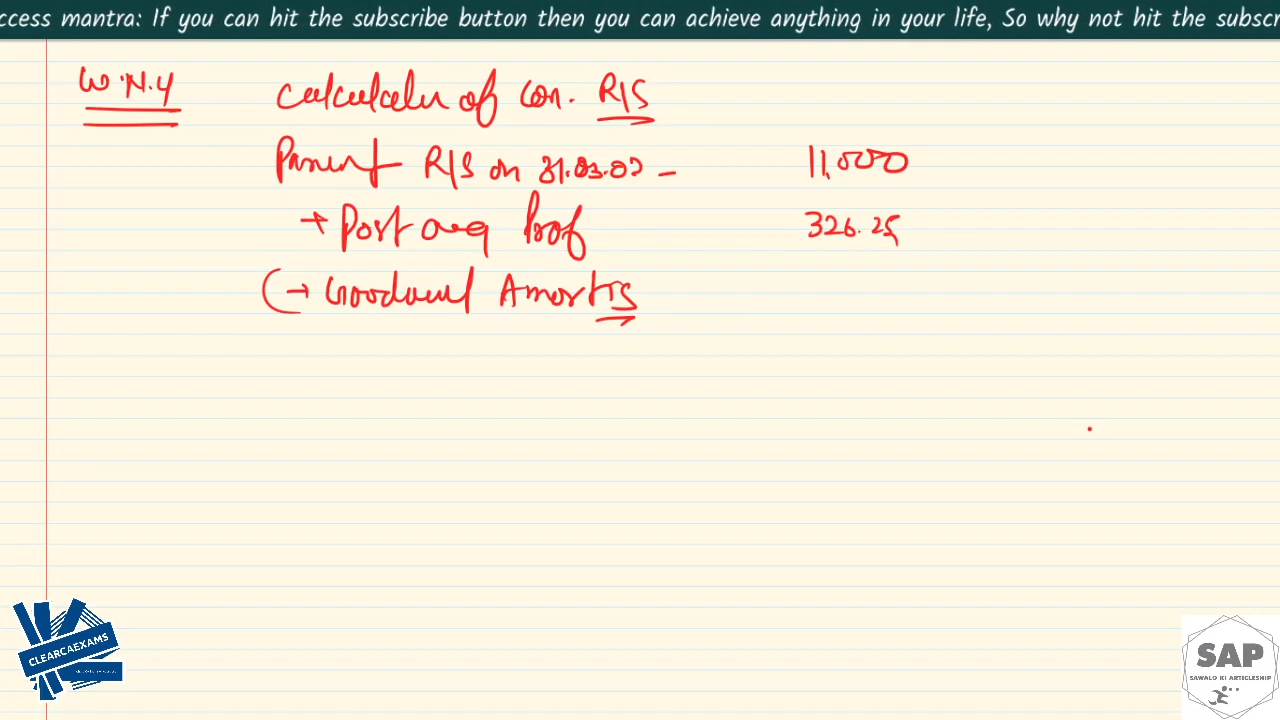 ccess mantra: If you can hit the subscribe button then you can achieve anything in your life, So why not hit the subscr
W.N.4
Calculation of Con. R/S
Parent R/S on 31.03.02 - 11,000
+ Post acq Prof 326.25
(-) Goodwill Amortis
CLEARCAEXAMS
SAP
SAWALO KI ARTICLESHIP